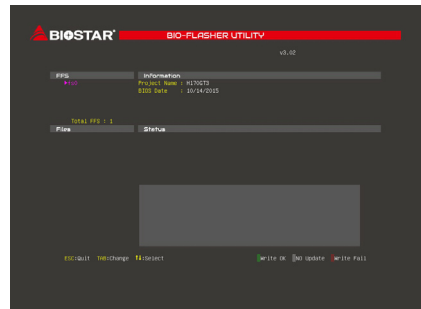 BIOSTAR
BIO-FLASHER UTILITY
v3.02
FFS
Information
Fs0
Project Name : H170GT3
BIOS Date : 10/14/2015
Total FFS : 1
Files
Status
ESC:Quit TAB:Change ↑↓:Select
Write OK NO Update Write Fail